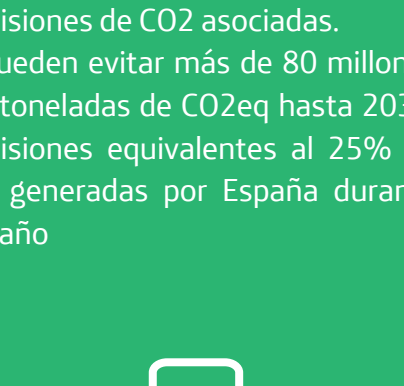 isiones de CO2 asociadas.
ueden evitar más de 80 millon
toneladas de CO2eq hasta 203
isiones equivalentes al 25%
generadas por España duran
año